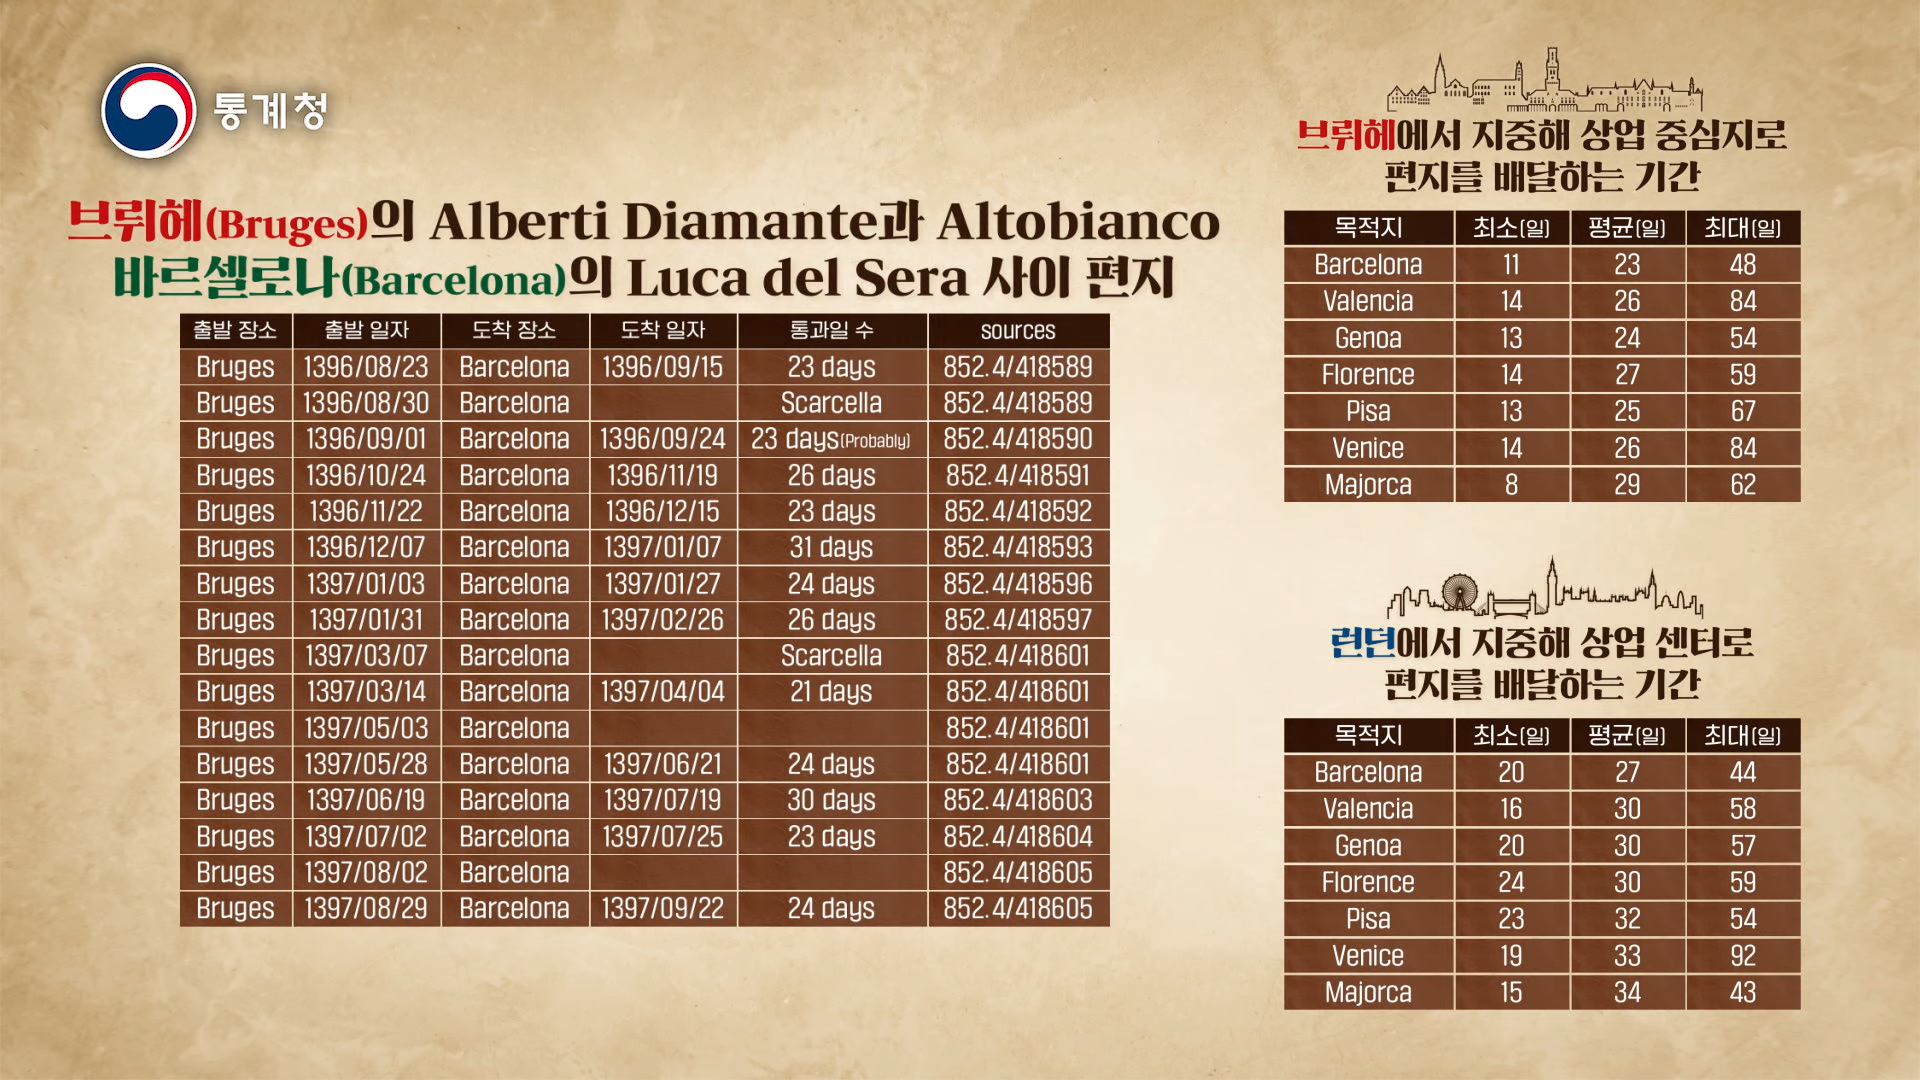 통계청
브뤼헤(Bruges)의 Alberti Diamante과 Altobianco
바르셀로나(Barcelona)의 Luca del Sera 사이 편지
출발 장소 출발 일자 도착 장소 도착 일자 통과일 수 sources
Bruges 1396/08/23 Barcelona 1396/09/15 23 days 852.4/418589
Bruges 1396/08/30 Barcelona Scarcella 852.4/418589
Bruges 1396/09/01 Barcelona 1396/09/24 23 days(Probably) 852.4/418590
Bruges 1396/10/24 Barcelona 1396/11/19 26 days 852.4/418591
Bruges 1396/11/22 Barcelona 1396/12/15 23 days 852.4/418592
Bruges 1396/12/07 Barcelona 1397/01/07 31 days 852.4/418593
Bruges 1397/01/03 Barcelona 1397/01/27 24 days 852.4/418596
Bruges 1397/01/31 Barcelona 1397/02/26 26 days 852.4/418597
Bruges 1397/03/07 Barcelona Scarcella 852.4/418601
Bruges 1397/03/14 Barcelona 1397/04/04 21 days 852.4/418601
Bruges 1397/05/03 Barcelona 852.4/418601
Bruges 1397/05/28 Barcelona 1397/06/21 24 days 852.4/418601
Bruges 1397/06/19 Barcelona 1397/07/19 30 days 852.4/418603
Bruges 1397/07/02 Barcelona 1397/07/25 23 days 852.4/418604
Bruges 1397/08/02 Barcelona 852.4/418605
Bruges 1397/08/29 Barcelona 1397/09/22 24 days 852.4/418605
브뤼헤에서 지중해 상업 중심지로
편지를 배달하는 기간
목적지 최소(일) 평균(일) 최대(일)
Barcelona 11 23 48
Valencia 14 26 84
Genoa 13 24 54
Florence 14 27 59
Pisa 13 25 67
Venice 14 26 84
Majorca 8 29 62
런던에서 지중해 상업 센터로
편지를 배달하는 기간
목적지 최소(일) 평균(일) 최대(일)
Barcelona 20 27 44
Valencia 16 30 58
Genoa 20 30 57
Florence 24 30 59
Pisa 23 32 54
Venice 19 33 92
Majorca 15 34 43